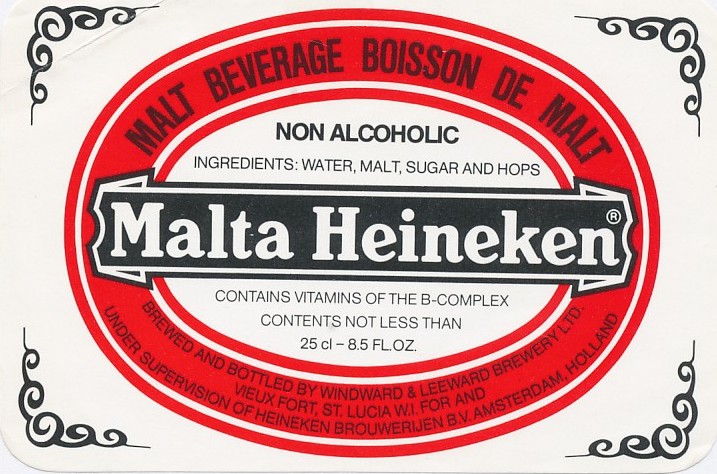 MALT BEVERAGE BOISSON DE MALT
NON ALCOHOLIC
INGREDIENTS: WATER, MALT, SUGAR AND HOPS
Malta Heineken®
CONTAINS VITAMINS OF THE B-COMPLEX
CONTENTS NOT LESS THAN
25 cl – 8.5 FL.OZ.
BREWED AND BOTTLED BY WINDWARD & LEEWARD BREWERY LTD.
VIEUX FORT, ST. LUCIA W.I. FOR AND
UNDER SUPERVISION OF HEINEKEN BROUWERIJEN B.V. AMSTERDAM, HOLLAND